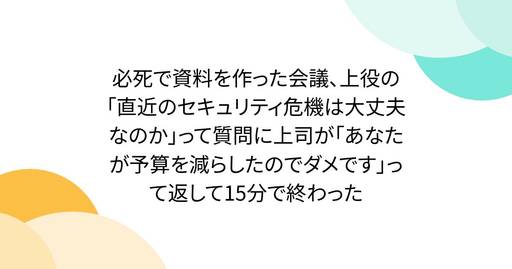 必死で資料を作った会議、上役の
「直近のセキュリティ危機は大丈夫
なのか」って質問に上司が「あなた
が予算を減らしたのでダメです」っ
て返して15分で終わった